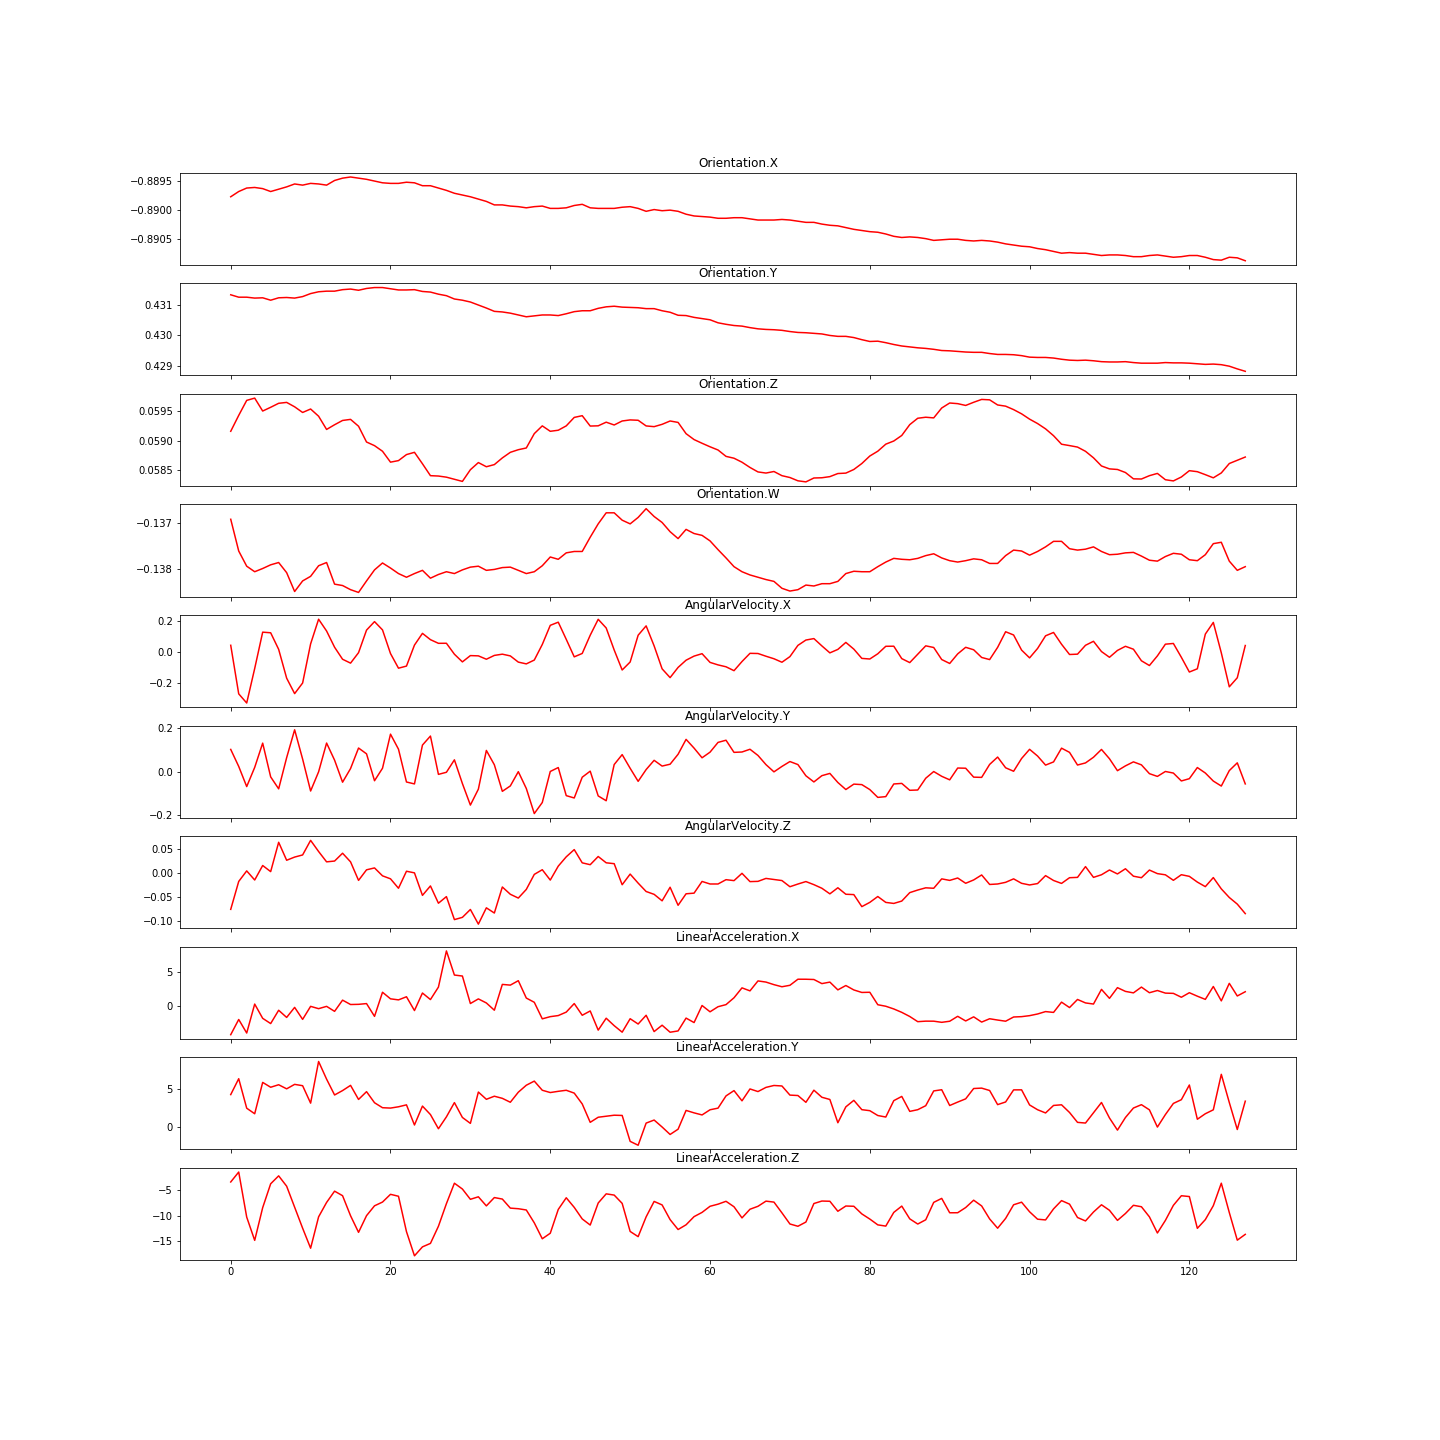 Orientation.X
−0.8895
−0.8900
−0.8905
Orientation.Y
0.431
0.430
0.429
Orientation.Z
0.0595
0.0590
0.0585
Orientation.W
−0.137
−0.138
AngularVelocity.X
0.2
0.0
−0.2
AngularVelocity.Y
0.2
0.0
−0.2
AngularVelocity.Z
0.05
0.00
−0.05
−0.10
LinearAcceleration.X
5
0
LinearAcceleration.Y
5
0
LinearAcceleration.Z
−5
−10
−15
0 20 40 60 80 100 120